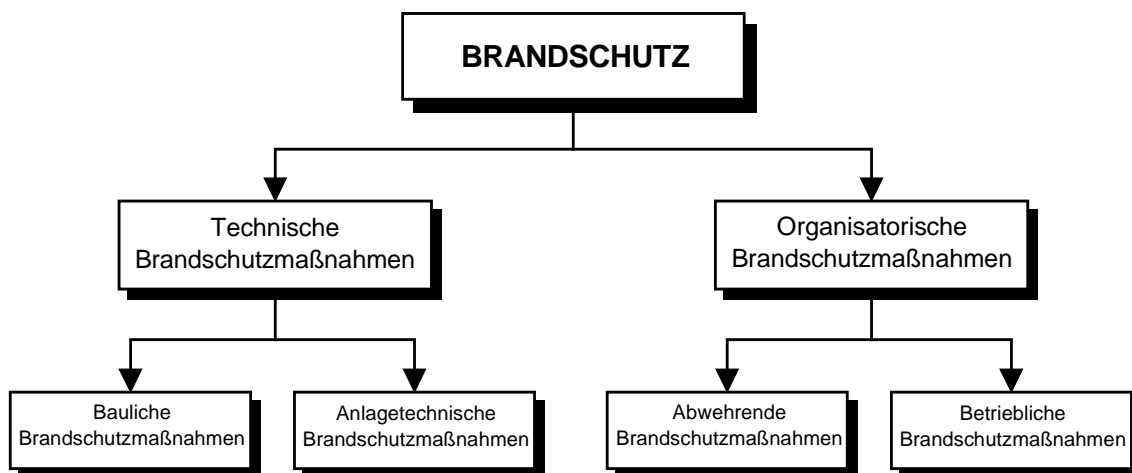 BRANDSCHUTZ
Technische
Brandschutzmaßnahmen
Organisatorische
Brandschutzmaßnahmen
Bauliche
Brandschutzmaßnahmen
Anlagetechnische
Brandschutzmaßnahmen
Abwehrende
Brandschutzmaßnahmen
Betriebliche
Brandschutzmaßnahmen